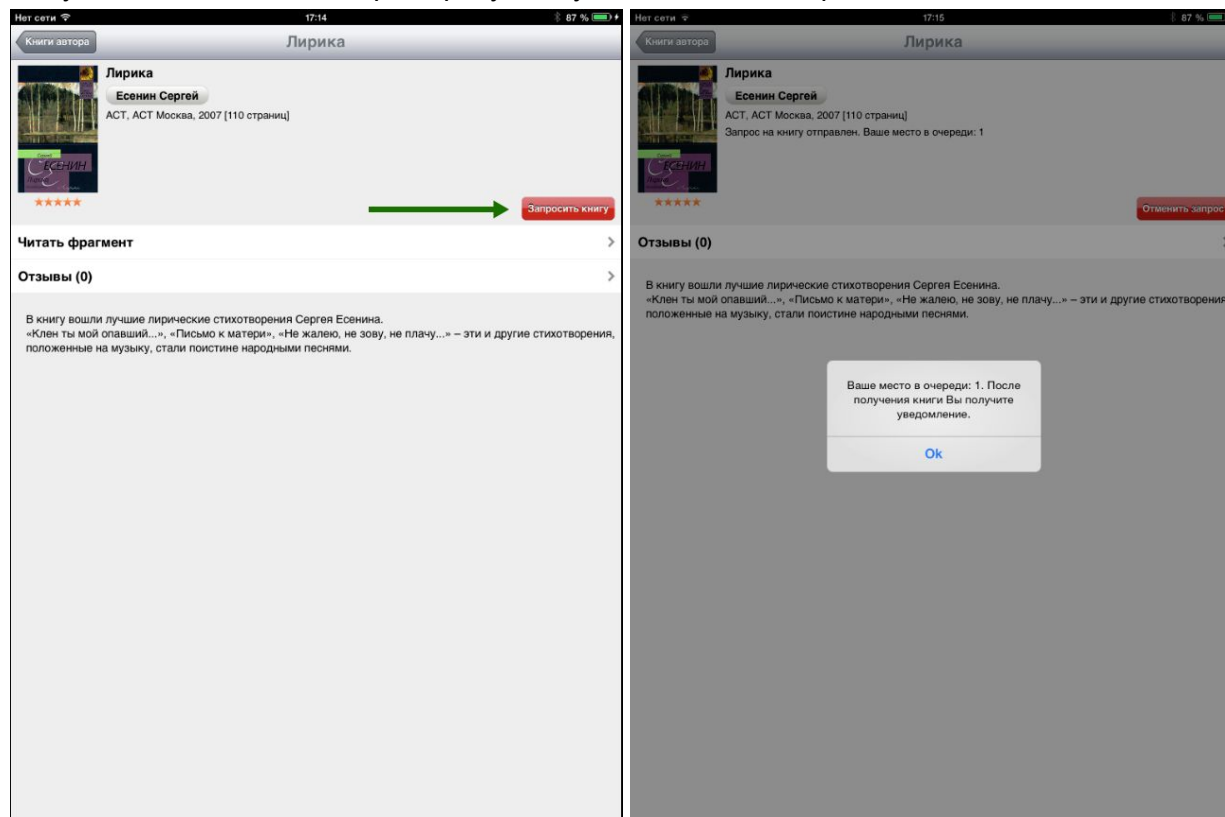 Нет сети 17:14 87 %
Книги автора Лирика
Лирика
Есенин Сергей
АСТ, АСТ Москва, 2007 [110 страниц]
ЕСЕНИН
Запросить книгу
Читать фрагмент
Отзывы (0)
В книгу вошли лучшие лирические стихотворения Сергея Есенина.
«Клен ты мой опавший...», «Письмо к матери», «Не жалею, не зову, не плачу...» – эти и другие стихотворения,
положенные на музыку, стали поистине народными песнями.
Нет сети 17:15 87 %
Книги автора Лирика
Лирика
Есенин Сергей
АСТ, АСТ Москва, 2007 [110 страниц]
Запрос на книгу отправлен. Ваше место в очереди: 1
ЕСЕНИН
Отменить запрос
Отзывы (0)
В книгу вошли лучшие лирические стихотворения Сергея Есенина.
«Клен ты мой опавший...», «Письмо к матери», «Не жалею, не зову, не плачу...» – эти и другие стихотворения
положенные на музыку, стали поистине народными песнями.
Ваше место в очереди: 1. После
получения книги Вы получите
уведомление.
Ok